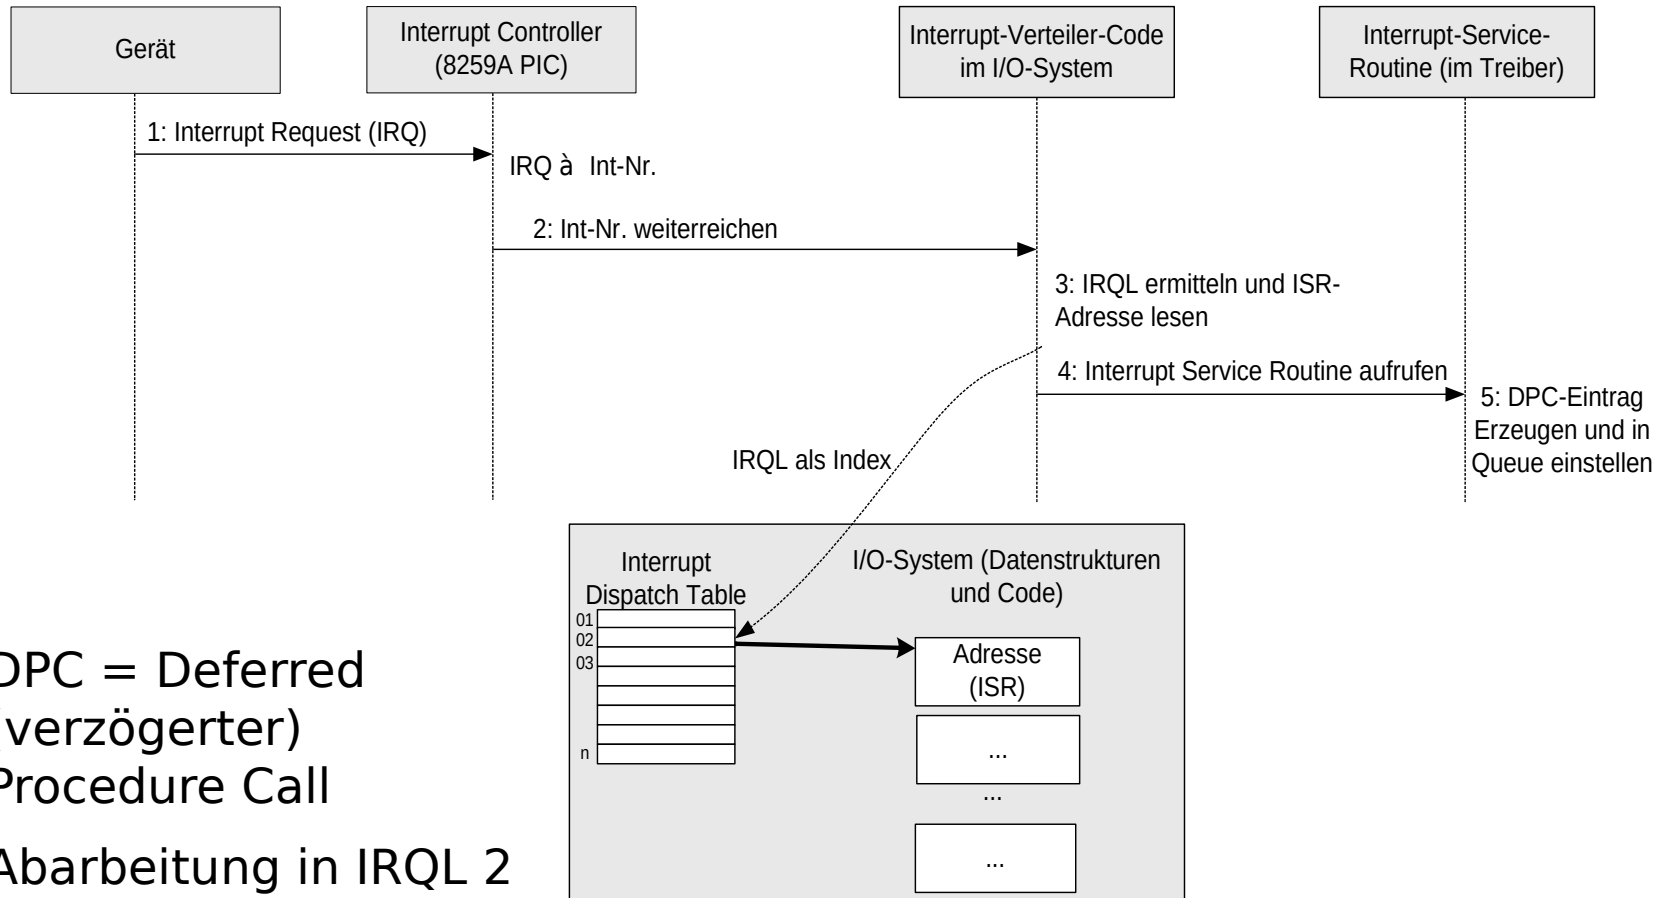 Gerät
Interrupt Controller
(8259A PIC)
Interrupt-Verteiler-Code
im I/O-System
Interrupt-Service-
Routine (im Treiber)
1: Interrupt Request (IRQ)
IRQ à Int-Nr.
2: Int-Nr. weiterreichen
3: IRQL ermitteln und ISR-
Adresse lesen
4: Interrupt Service Routine aufrufen
5: DPC-Eintrag
Erzeugen und in
Queue einstellen
IRQL als Index
Interrupt
Dispatch Table
I/O-System (Datenstrukturen
und Code)
01
02
03
n
Adresse
(ISR)
...
...
...
DPC = Deferred
(verzögerter)
Procedure Call
Abarbeitung in IRQL 2